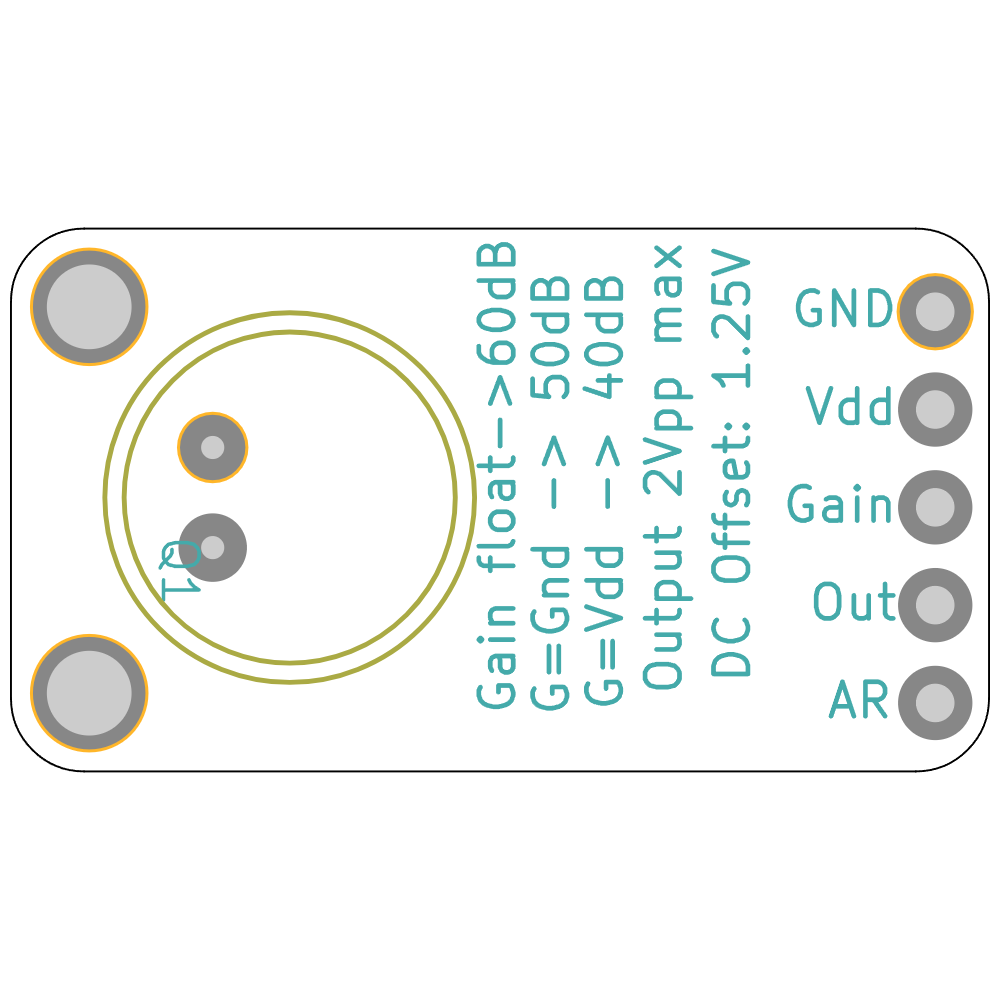 Gain float->60dB
G=Gnd -> 50dB
G=Vdd -> 40dB
Output 2Vpp max
DC Offset: 1.25V
GND
Vdd
Gain
Out
AR
Q1